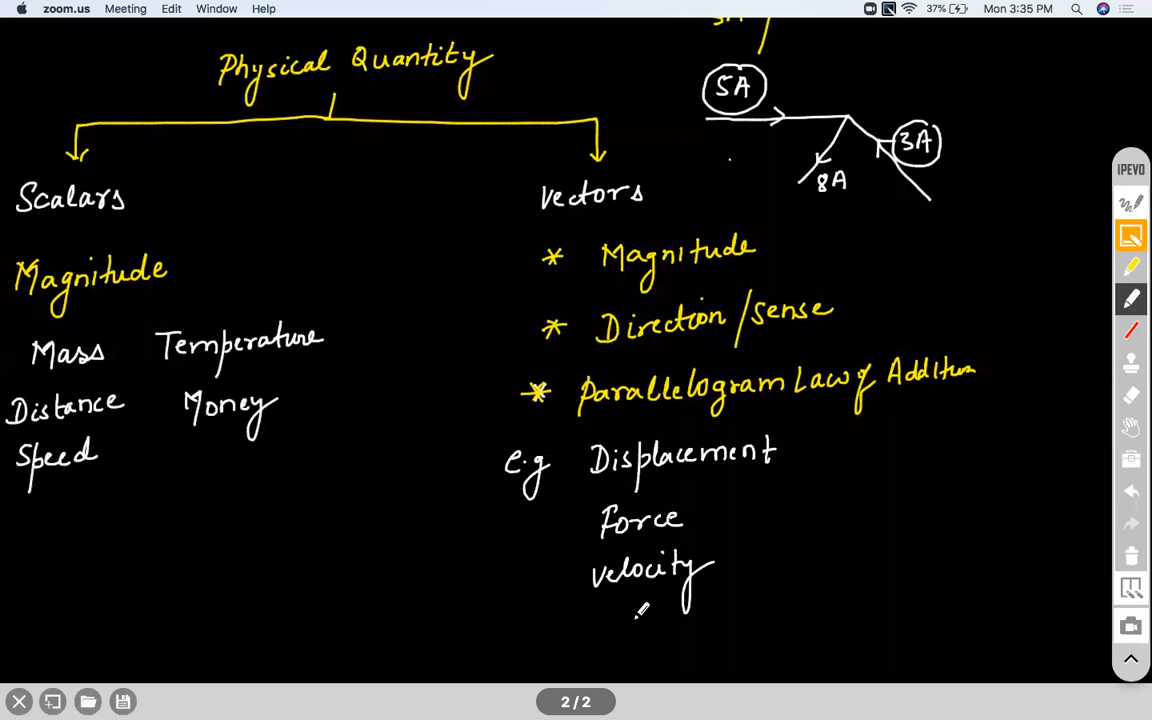 zoom.us Meeting Edit Window Help 37% Mon 3:35 PM
Physical Quantity
5A
3A
8A
IPEVO
Scalars
Vectors
Magnitude
* Magnitude
* Direction/sense
Mass Temperature
* Parallelogram Law of Addition
Distance Money
Speed
e.g Displacement
Force
velocity
2/2